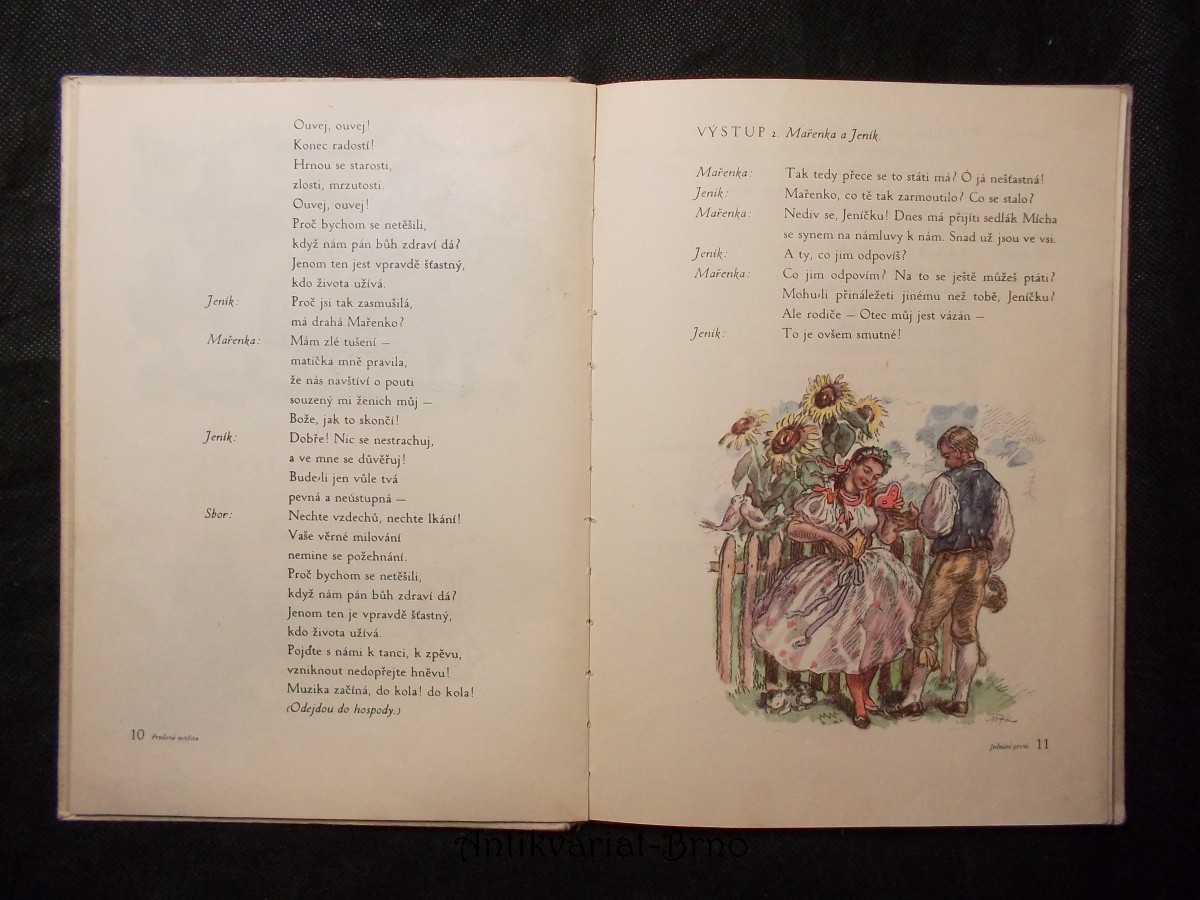 Ouvej, ouvej!
Konec radostí!
Hrnou se starosti,
zlosti, mrzutosti.
Ouvej, ouvej!
Proč bychom se netěšili,
když nám pán bůh zdraví dá?
Jenom ten jest vpravdě šťastný,
kdo života užívá.
Jeník: Proč jsi tak zasmušilá,
má drahá Mařenko?
Mařenka: Mám zlé tušení —
matička mně pravila,
že nás navštíví o pouti
souzený mi ženich můj —
Bože, jak to skončí!
Jeník: Dobře! Nic se nestrachuj,
a ve mne se důvěřuj!
Bude-li jen vůle tvá
pevná a neústupná —
Sbor: Nechte vzdechů, nechte lkání!
Vaše věrné milování
nemine se požehnání.
Proč bychom se netěšili,
když nám pán bůh zdraví dá?
Jenom ten je vpravdě šťastný,
kdo života užívá.
Pojďte s námi k tanci, k zpěvu,
vzniknout nedopřejte hněvu!
Muzika začíná, do kola! do kola!
(Odejdou do hospody.)
10 Prodaná nevěsta
VÝSTUP 2. Mařenka a Jeník.
Mařenka: Tak tedy přece se to státi má? Ó já nešťastná!
Jeník: Mařenko, co tě tak zarmoutilo? Co se stalo?
Mařenka: Nediv se, Jeníčku! Dnes má přijíti sedlák Mícha
se synem na námluvy k nám. Snad už jsou ve vsi.
Jeník: A ty, co jim odpovíš?
Mařenka: Co jim odpovím? Na to se ještě můžeš ptáti?
Mohu-li přináležeti jinému než tobě, Jeníčku?
Ale rodiče — Otec můj jest vázán —
Jeník: To je ovšem smutné!
Jednání první 11
Antikvariat-Brno